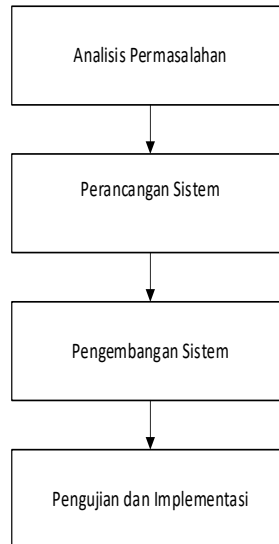 Analisis Permasalahan
Perancangan Sistem
Pengembangan Sistem
Pengujian dan Implementasi